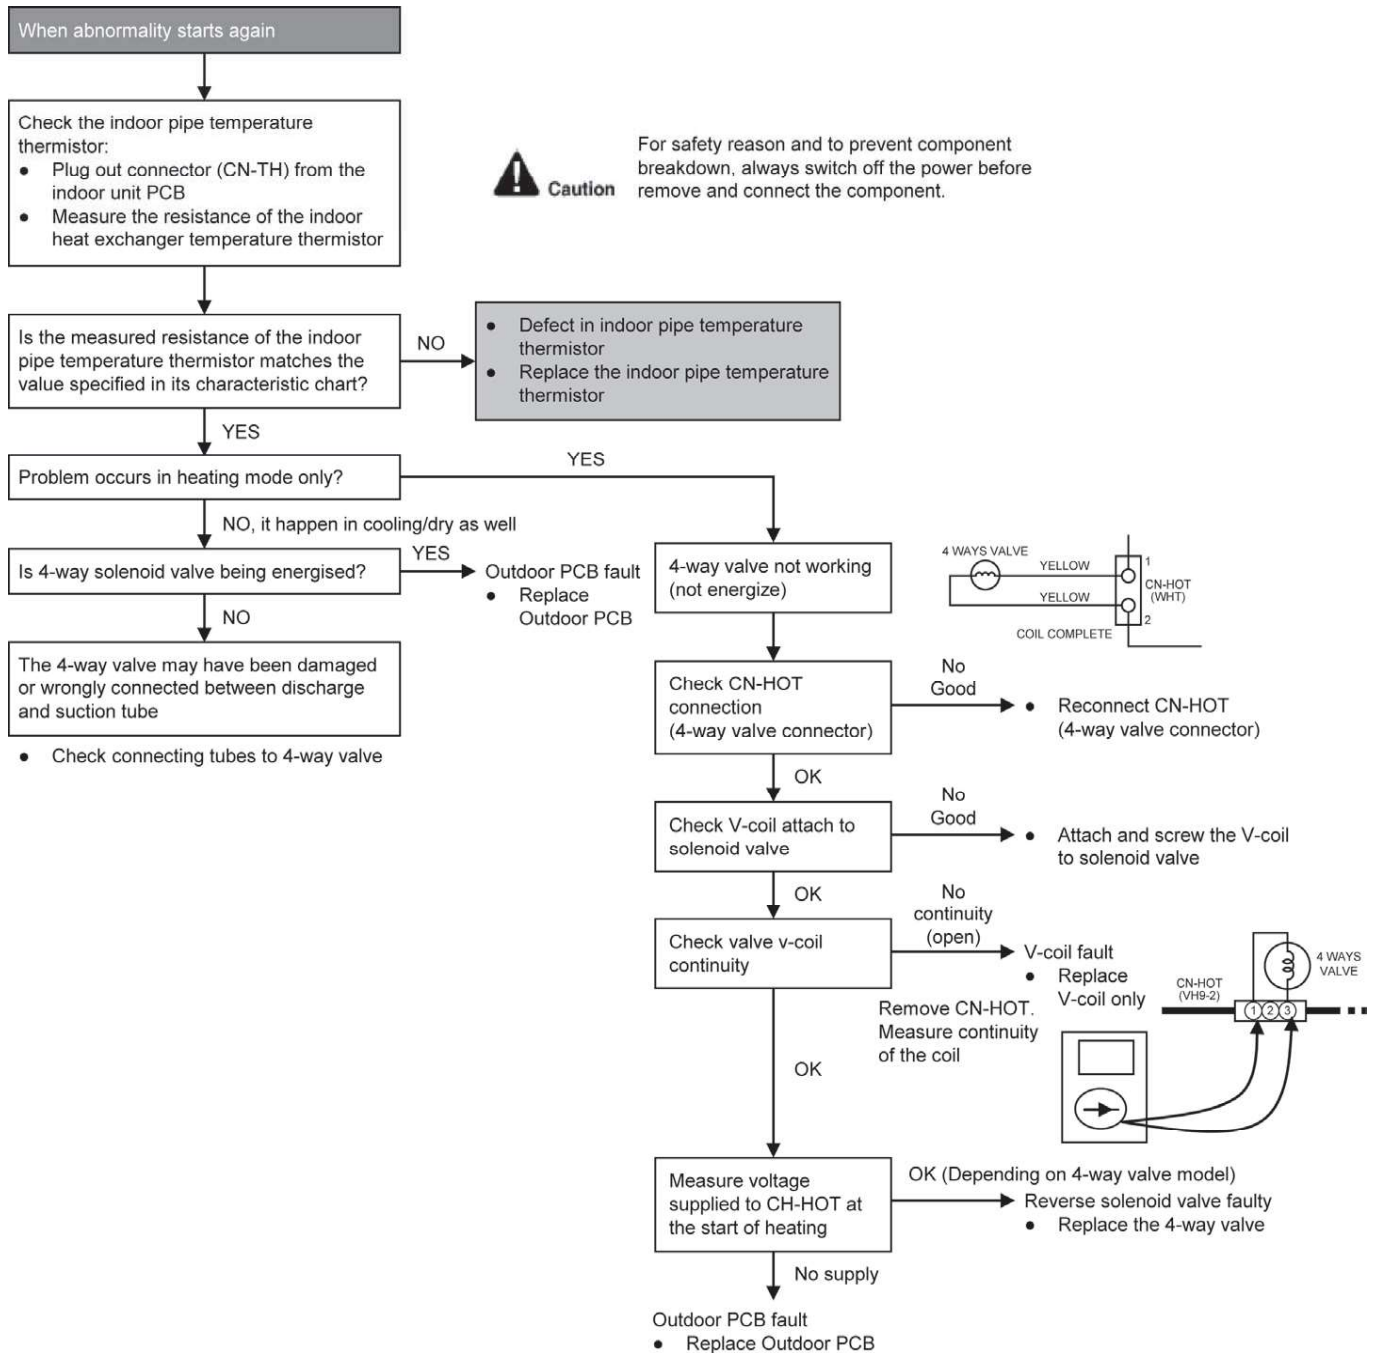 When abnormality starts again
Check the indoor pipe temperature
thermistor:
● Plug out connector (CN-TH) from the
indoor unit PCB
● Measure the resistance of the indoor
heat exchanger temperature thermistor
Caution
For safety reason and to prevent component
breakdown, always switch off the power before
remove and connect the component.
Is the measured resistance of the indoor
pipe temperature thermistor matches the
value specified in its characteristic chart?
NO
● Defect in indoor pipe temperature
thermistor
● Replace the indoor pipe temperature
thermistor
YES
Problem occurs in heating mode only?
YES
NO, it happen in cooling/dry as well
Is 4-way solenoid valve being energised?
YES
Outdoor PCB fault
● Replace
Outdoor PCB
NO
The 4-way valve may have been damaged
or wrongly connected between discharge
and suction tube
● Check connecting tubes to 4-way valve
4-way valve not working
(not energize)
4 WAYS VALVE
YELLOW
YELLOW
1
CN-HOT
(WHT)
2
COIL COMPLETE
Check CN-HOT
connection
(4-way valve connector)
No
Good
● Reconnect CN-HOT
(4-way valve connector)
OK
Check V-coil attach to
solenoid valve
No
Good
● Attach and screw the V-coil
to solenoid valve
OK
Check valve v-coil
continuity
No
continuity
(open)
V-coil fault
● Replace
V-coil only
Remove CN-HOT.
Measure continuity
of the coil
CN-HOT
(VH9-2)
4 WAYS
VALVE
1 2 3
OK
Measure voltage
supplied to CH-HOT at
the start of heating
OK (Depending on 4-way valve model)
Reverse solenoid valve faulty
● Replace the 4-way valve
No supply
Outdoor PCB fault
● Replace Outdoor PCB